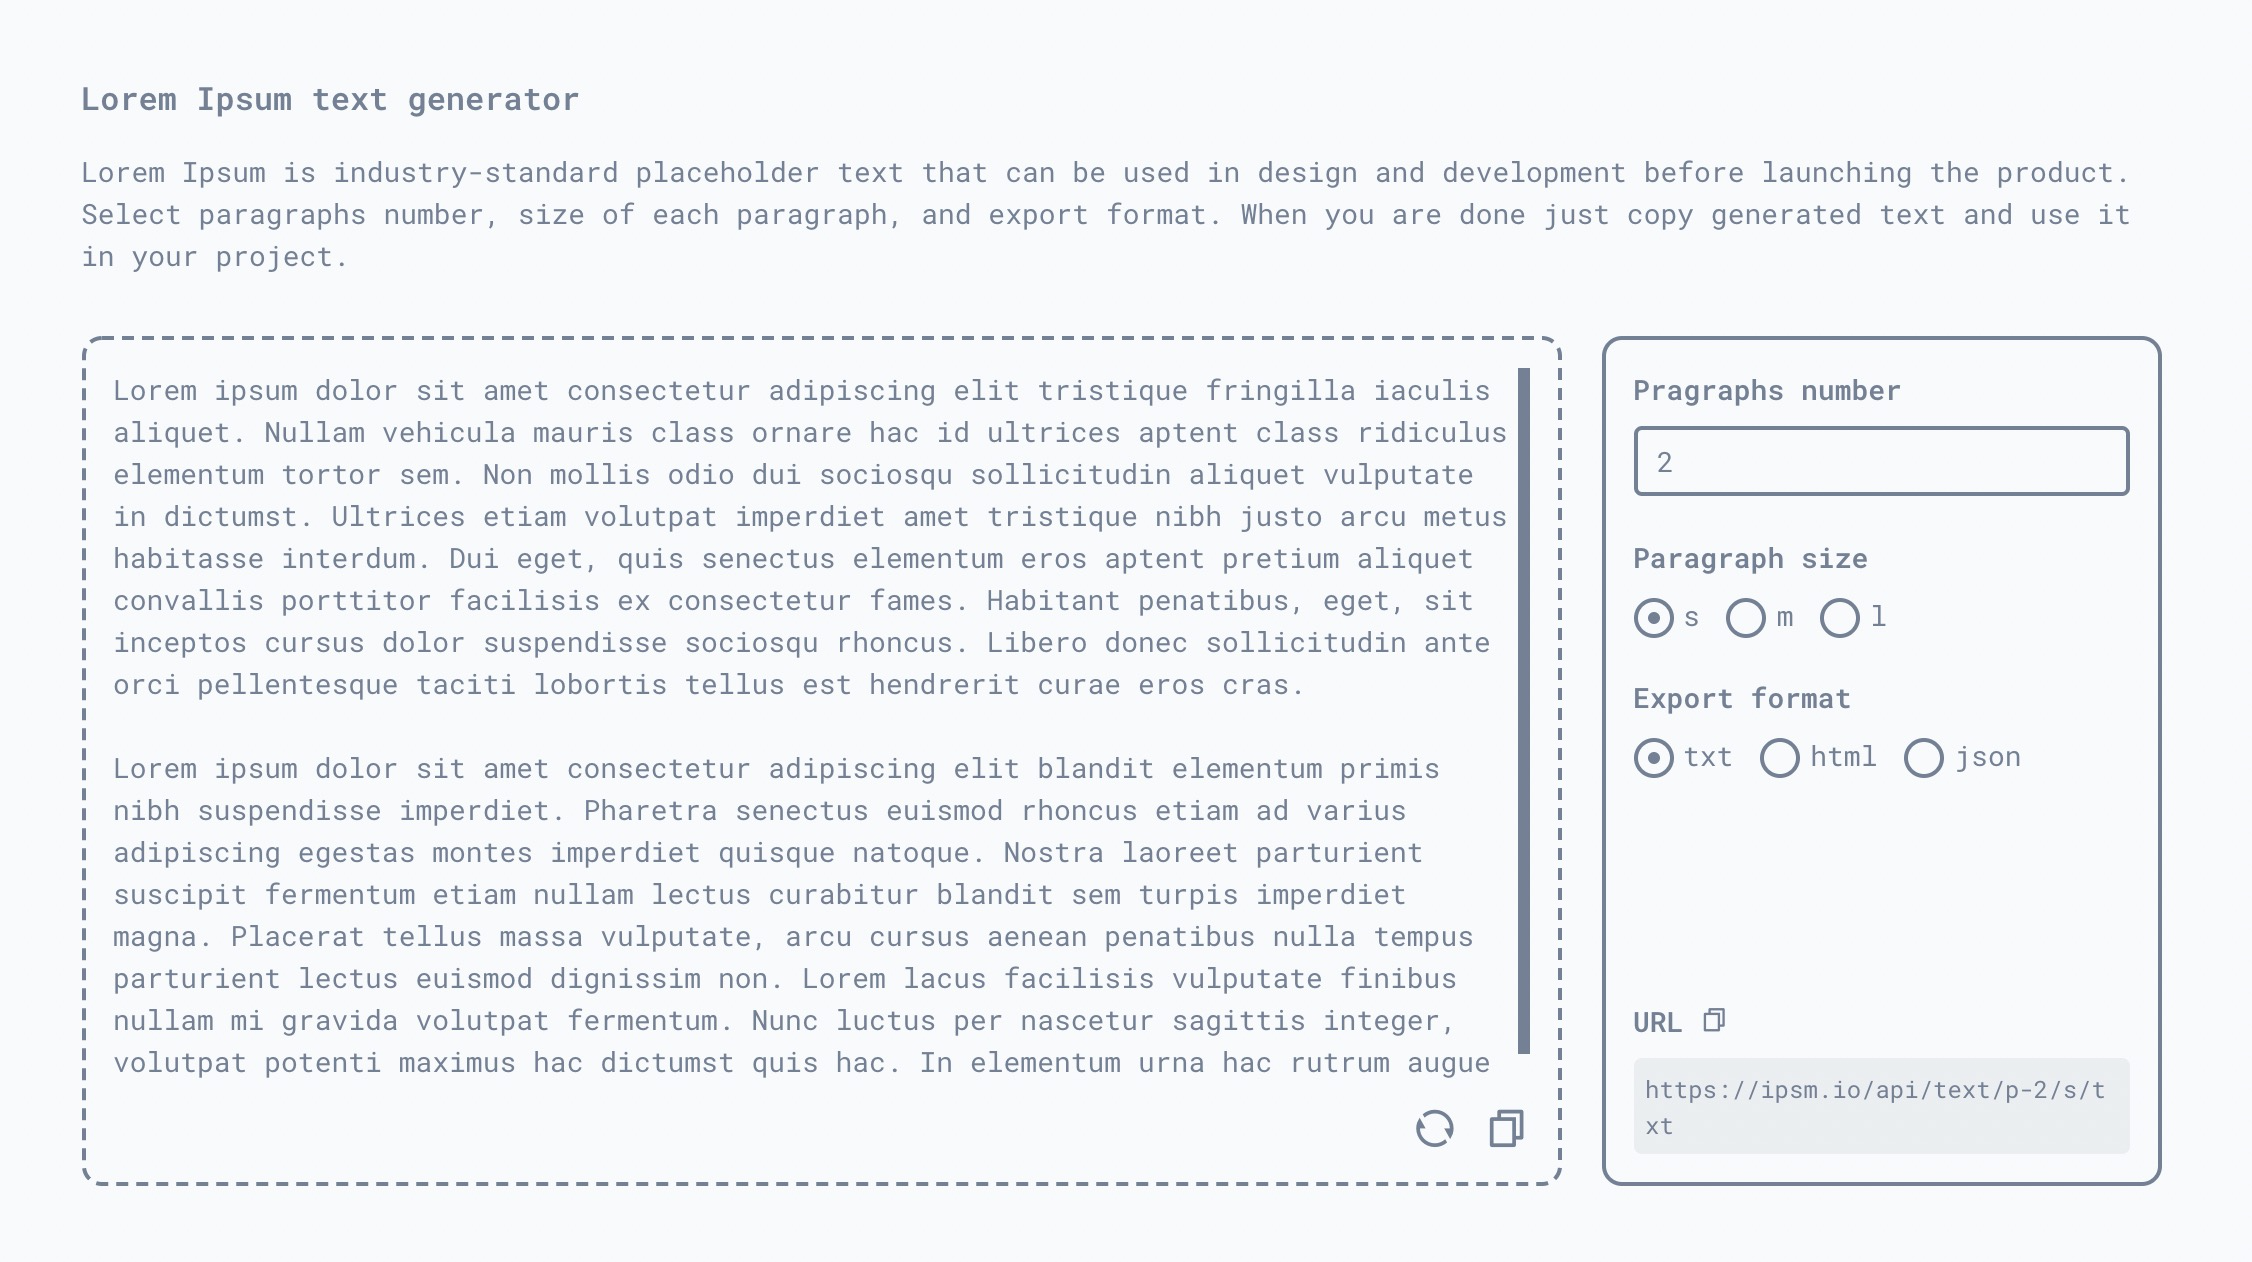 Lorem Ipsum text generator
Lorem Ipsum is industry-standard placeholder text that can be used in design and development before launching the product.
Select paragraphs number, size of each paragraph, and export format. When you are done just copy generated text and use it
in your project.
Lorem ipsum dolor sit amet consectetur adipiscing elit tristique fringilla iaculis
aliquet. Nullam vehicula mauris class ornare hac id ultrices aptent class ridiculus
elementum tortor sem. Non mollis odio dui sociosqu sollicitudin aliquet vulputate
in dictumst. Ultrices etiam volutpat imperdiet amet tristique nibh justo arcu metus
habitasse interdum. Dui eget, quis senectus elementum eros aptent pretium aliquet
convallis porttitor facilisis ex consectetur fames. Habitant penatibus, eget, sit
inceptos cursus dolor suspendisse sociosqu rhoncus. Libero donec sollicitudin ante
orci pellentesque taciti lobortis tellus est hendrerit curae eros cras.
Lorem ipsum dolor sit amet consectetur adipiscing elit blandit elementum primis
nibh suspendisse imperdiet. Pharetra senectus euismod rhoncus etiam ad varius
adipiscing egestas montes imperdiet quisque natoque. Nostra laoreet parturient
suscipit fermentum etiam nullam lectus curabitur blandit sem turpis imperdiet
magna. Placerat tellus massa vulputate, arcu cursus aenean penatibus nulla tempus
parturient lectus euismod dignissim non. Lorem lacus facilisis vulputate finibus
nullam mi gravida volutpat fermentum. Nunc luctus per nascetur sagittis integer,
volutpat potenti maximus hac dictumst quis hac. In elementum urna hac rutrum augue
Pragraphs number
2
Paragraph size
s m l
Export format
txt html json
URL
https://ipsm.io/api/text/p-2/s/t
xt